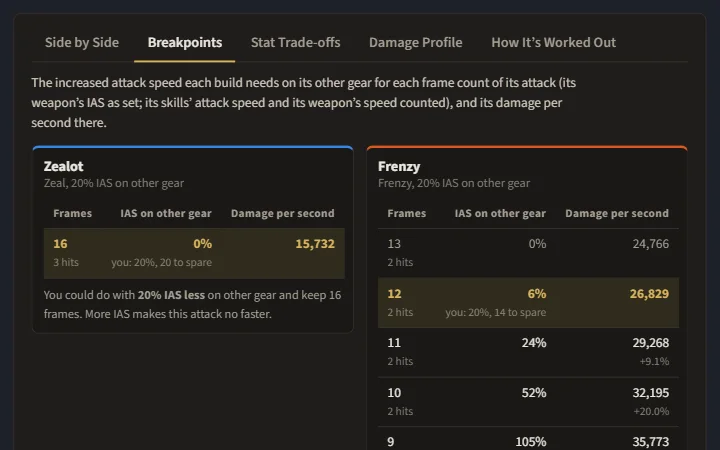 Side by Side
Breakpoints
Stat Trade-offs
Damage Profile
How It’s Worked Out
The increased attack speed each build needs on its other gear for each frame count of its attack (its
weapon’s IAS as set; its skills’ attack speed and its weapon’s speed counted), and its damage per
second there.
Zealot
Zeal, 20% IAS on other gear
Frames IAS on other gear Damage per second
16 0% 15,732
3 hits you: 20%, 20 to spare
You could do with 20% IAS less on other gear and keep 16
frames. More IAS makes this attack no faster.
Frenzy
Frenzy, 20% IAS on other gear
Frames IAS on other gear Damage per second
13 0% 24,766
2 hits
12 6% 26,829
2 hits you: 20%, 14 to spare
11 24% 29,268
2 hits +9.1%
10 52% 32,195
2 hits +20.0%
9 105% 35,773